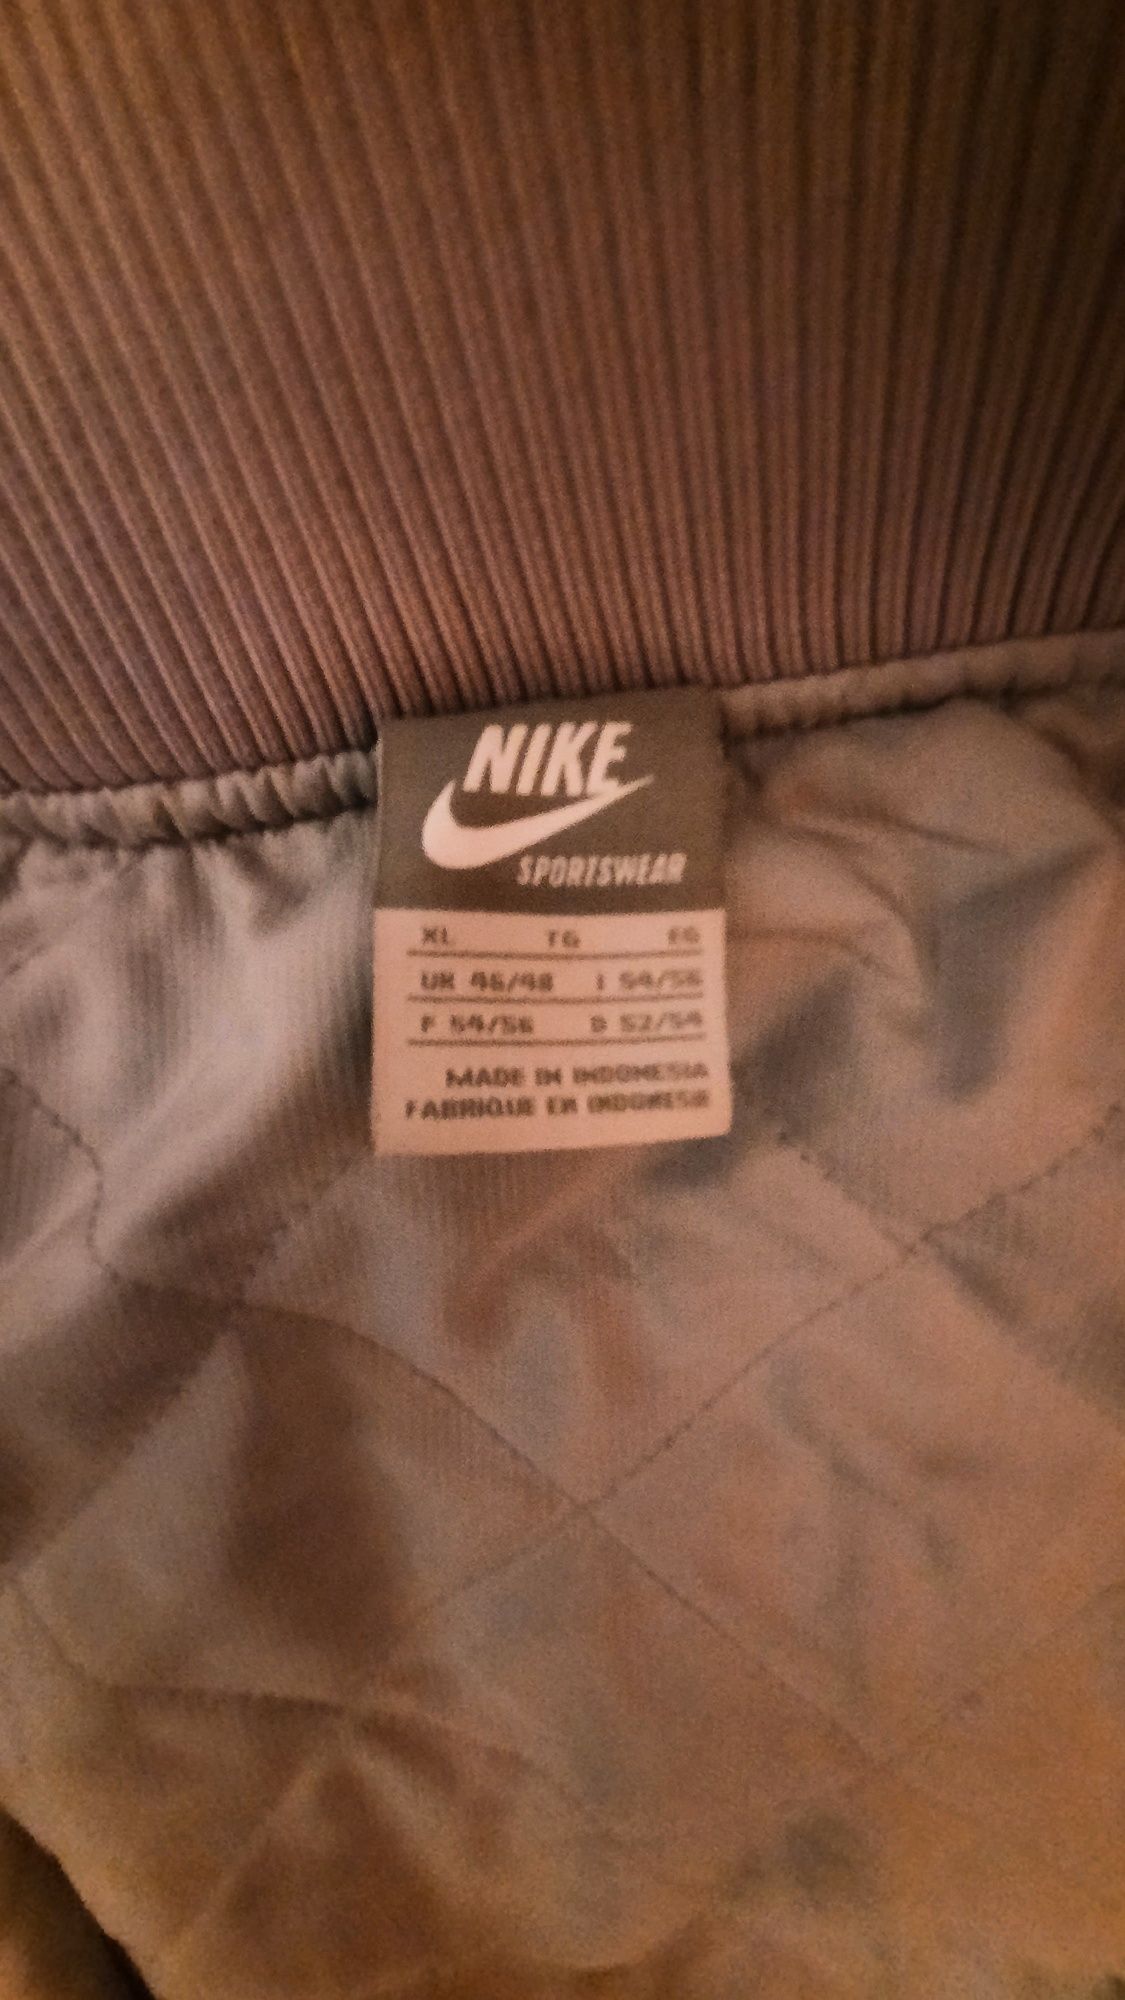 NIKE
SPORTSWEAR
XL TG EG
UK 46/48 I 54/56
F 54/56 D 52/54
MADE IN INDONESIA
FABRIQUE EN INDONESIE